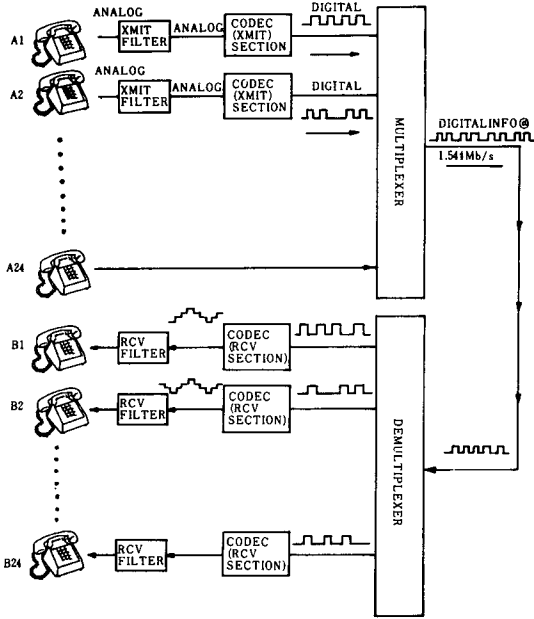 DIGITAL
ANALOG
A1
XMIT
FILTER
ANALOG
CODEC
(XMIT)
SECTION
ANALOG
A2
XMIT
FILTER
ANALOG
CODEC
(XMIT)
SECTION
DIGITAL
MULTIPLEXER
DIGITALINFO@
1.544Mb/s
A24
B1
RCV
FILTER
CODEC
(RCV
SECTION)
B2
RCV
FILTER
CODEC
(RCV
SECTION)
DEMULTIPLEXER
B24
RCV
FILTER
CODEC
(RCV
SECTION)